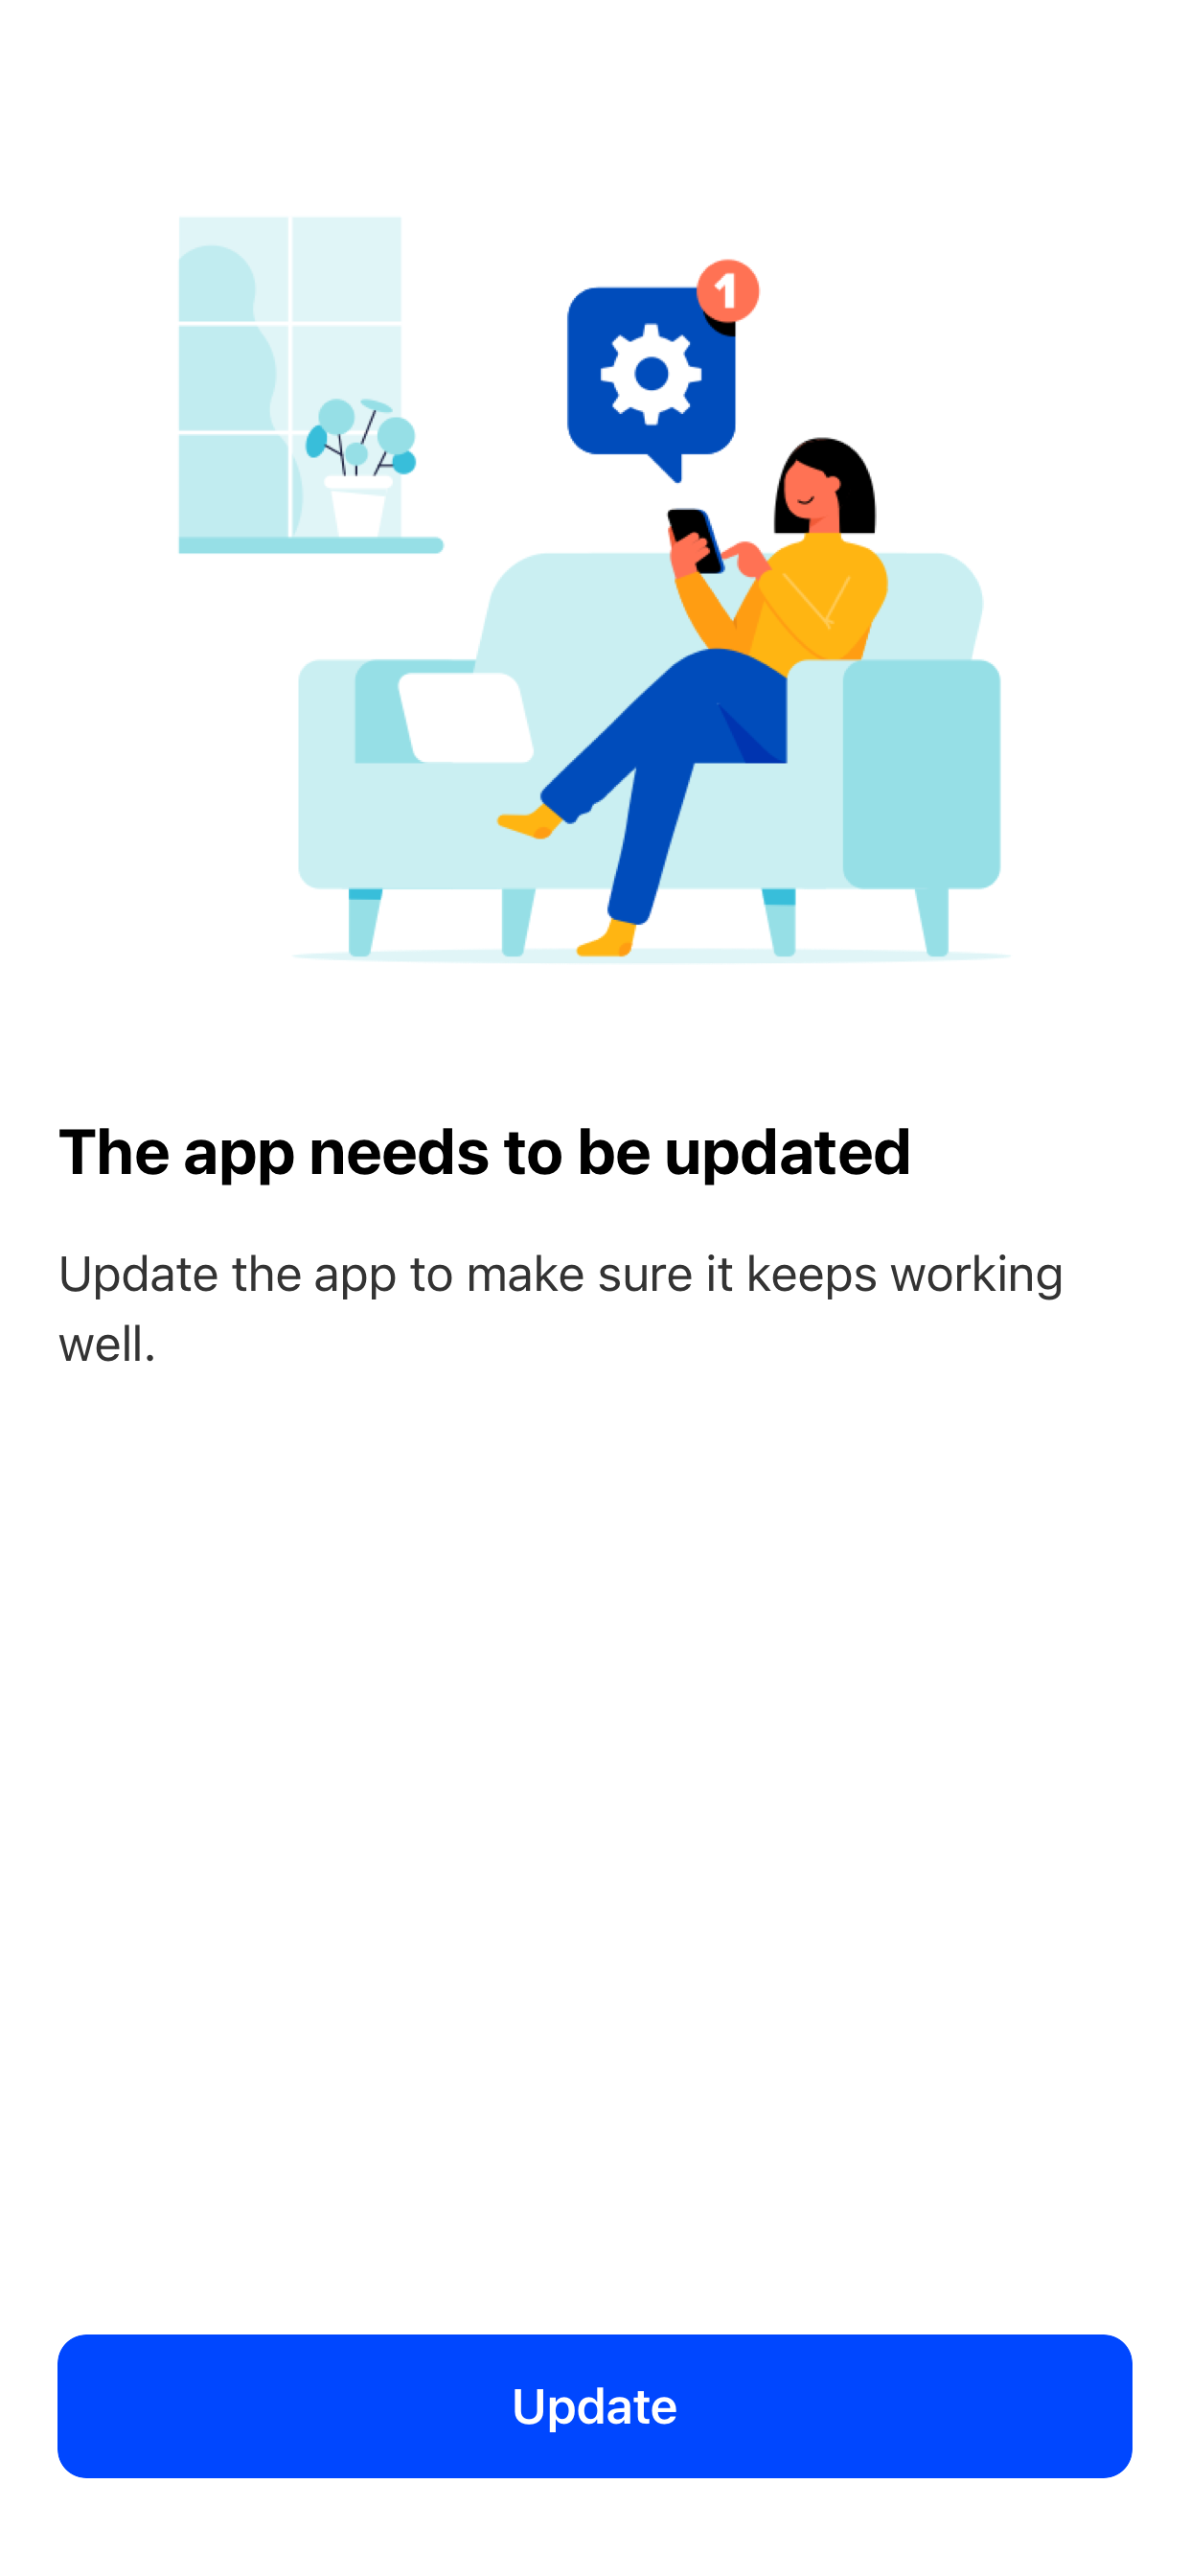 1
The app needs to be updated
Update the app to make sure it keeps working
well.
Update